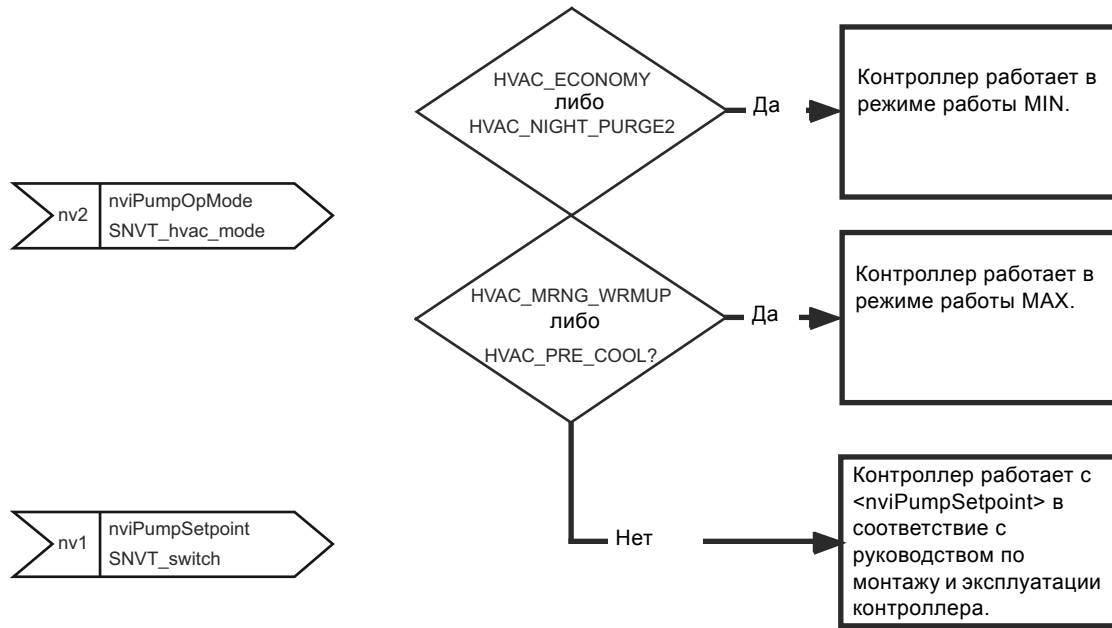 HVAC_ECONOMY
либо
HVAC_NIGHT_PURGE2
Да
Контроллер работает в
режиме работы MIN.
nv2
nviPumpOpMode
SNVT_hvac_mode
HVAC_MRNG_WRMUP
либо
HVAC_PRE_COOL?
Да
Контроллер работает в
режиме работы MAX.
nv1
nviPumpSetpoint
SNVT_switch
Нет
Контроллер работает с
<nviPumpSetpoint> в
соответствие с
руководством по
монтажу и эксплуатации
контроллера.